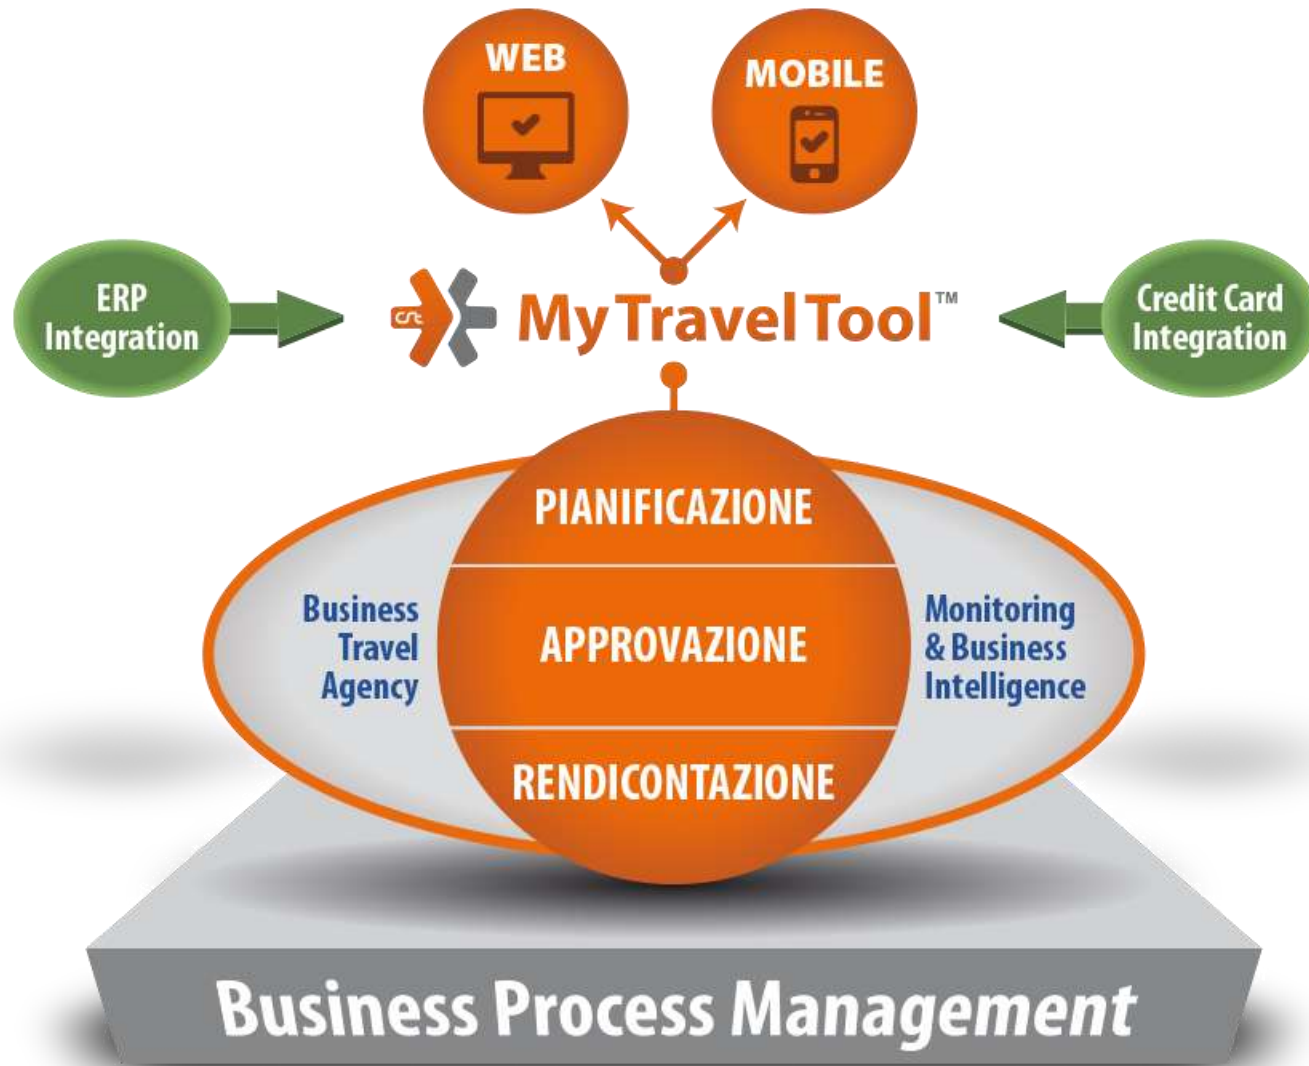 WEB
MOBILE
ERP
Integration
cst
MyTravelTool™
Credit Card
Integration
PIANIFICAZIONE
Business
Travel
Agency
APPROVAZIONE
Monitoring
& Business
Intelligence
RENDICONTAZIONE
Business Process Management